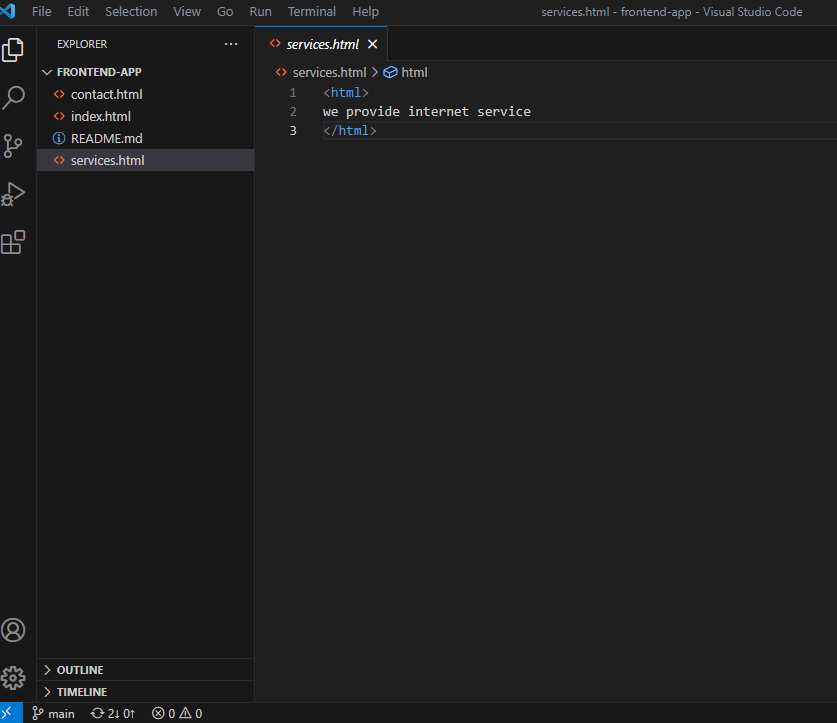 File Edit Selection View Go Run Terminal Help services.html - frontend-app - Visual Studio Code
EXPLORER ...
services.html
FRONTEND-APP
contact.html
index.html
README.md
services.html
services.html > html
1 <html>
2 we provide internet service
3 </html>
OUTLINE
TIMELINE
main 2↓ 0↑ 0 0